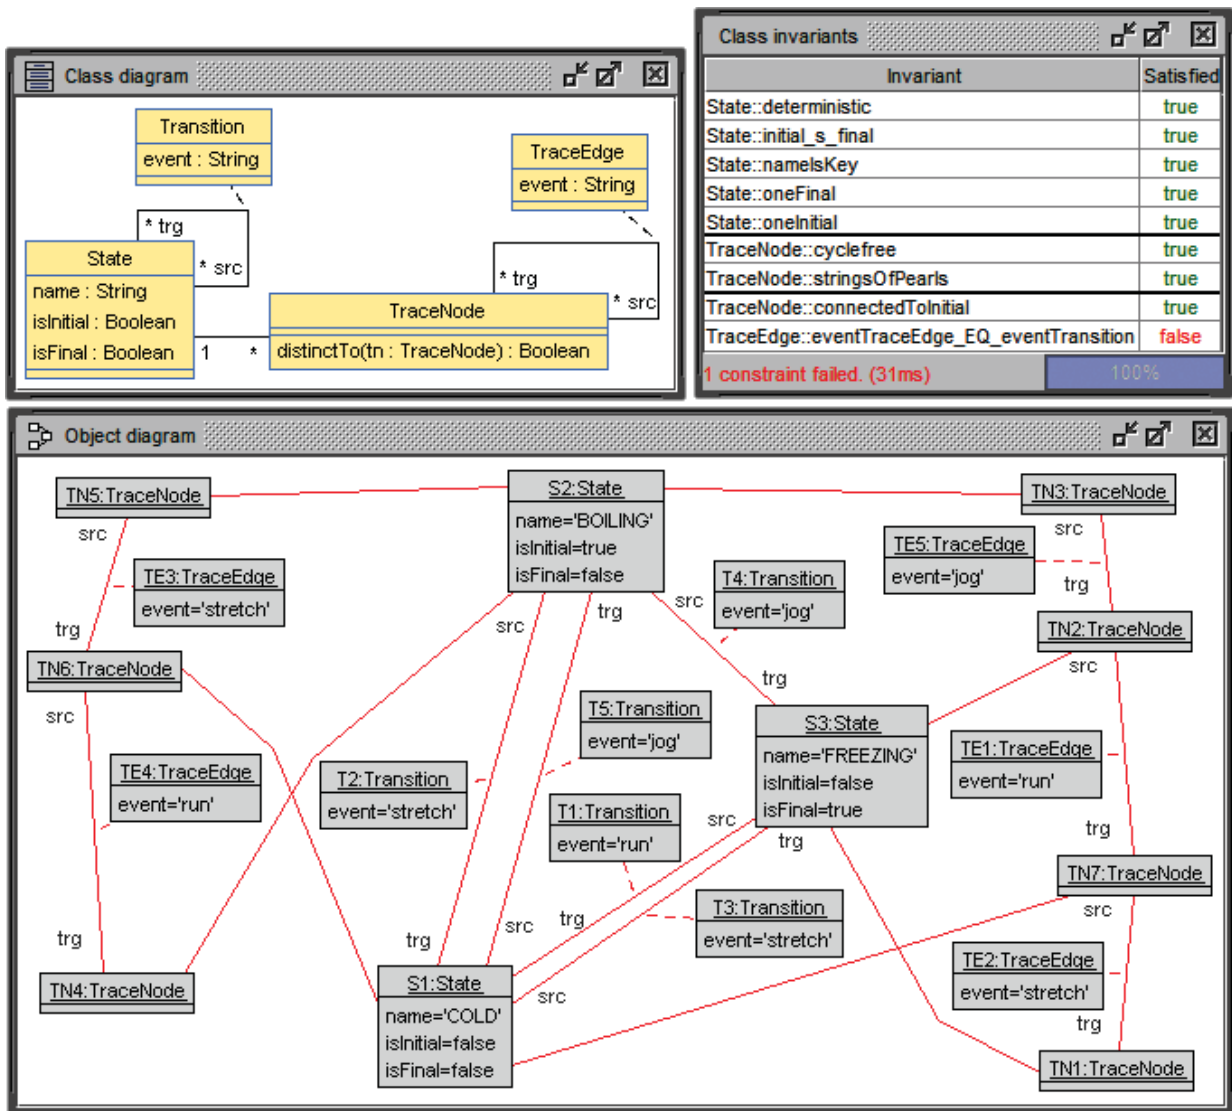 Class diagram
Transition
event : String
TraceEdge
event : String
* trg
* src
State
name : String
isInitial : Boolean
isFinal : Boolean
1
*
* trg
* src
TraceNode
distinctTo(tn : TraceNode) : Boolean
Class invariants
Invariant Satisfied
State::deterministic true
State::initial_s_final true
State::nameIsKey true
State::oneFinal true
State::oneInitial true
TraceNode::cyclefree true
TraceNode::stringsOfPearls true
TraceNode::connectedToInitial true
TraceEdge::eventTraceEdge_EQ_eventTransition false
1 constraint failed. (31ms) 100%
Object diagram
TN5:TraceNode
src
TE3:TraceEdge
event='stretch'
trg
TN6:TraceNode
src
TE4:TraceEdge
event='run'
trg
TN4:TraceNode
S2:State
name='BOILING'
isInitial=true
isFinal=false
src
trg
src
T4:Transition
event='jog'
trg
T5:Transition
event='jog'
T2:Transition
event='stretch'
T1:Transition
event='run'
S3:State
name='FREEZING'
isInitial=false
isFinal=true
src
trg
T3:Transition
event='stretch'
trg
src
trg
src
S1:State
name='COLD'
isInitial=false
isFinal=false
TN3:TraceNode
src
TE5:TraceEdge
event='jog'
trg
TN2:TraceNode
src
TE1:TraceEdge
event='run'
trg
TN7:TraceNode
src
TE2:TraceEdge
event='stretch'
trg
TN1:TraceNode